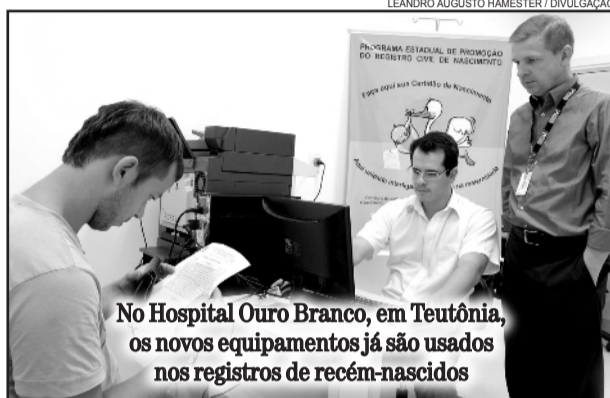 LEANDRO AUGUSTO HAMESTER / DIVULGAÇÃO
PROGRAMA ESTADUAL DE PROMOÇÃO
DO REGISTRO CIVIL DE NASCIMENTO
Faça aqui sua Certidão de Nascimento
No Hospital Ouro Branco, em Teutônia,
os novos equipamentos já são usados
nos registros de recém-nascidos